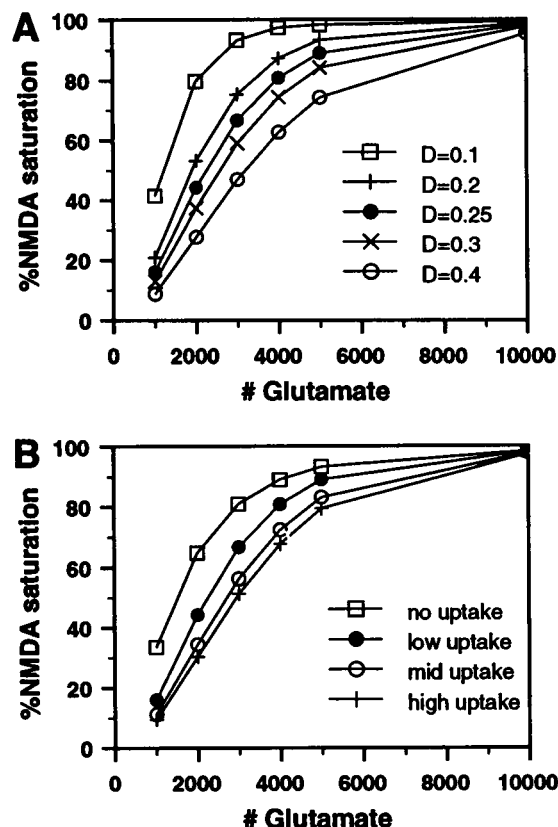 A
%NMDA saturation
100
80
60
40
20
0
D=0.1
D=0.2
D=0.25
D=0.3
D=0.4
0 2000 4000 6000 8000 10000
# Glutamate
B
%NMDA saturation
100
80
60
40
20
0
no uptake
low uptake
mid uptake
high uptake
0 2000 4000 6000 8000 10000
# Glutamate